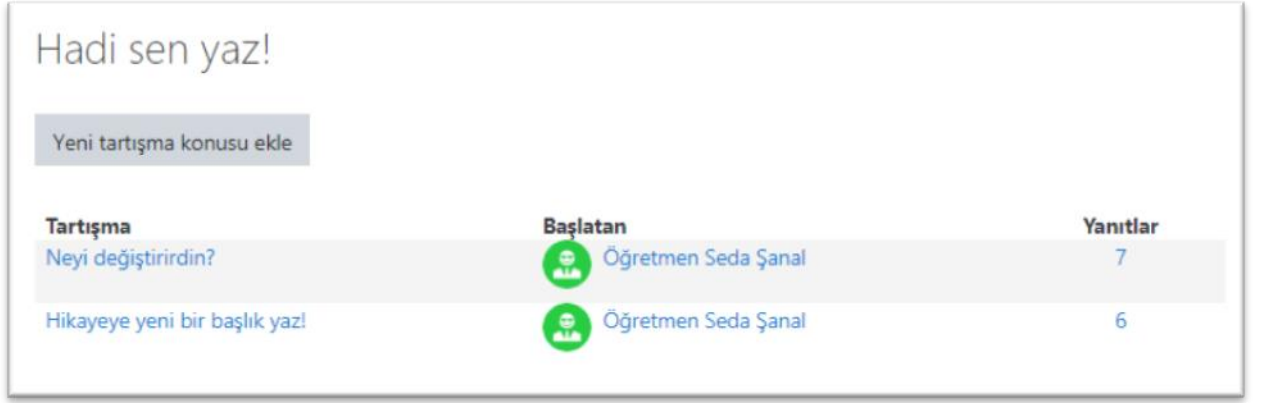 Hadi sen yaz!
Yeni tartışma konusu ekle
Tartışma Başlatan Yanıtlar
Neyi değiştirirdin? Öğretmen Seda Şanal 7
Hikayeye yeni bir başlık yaz! Öğretmen Seda Şanal 6